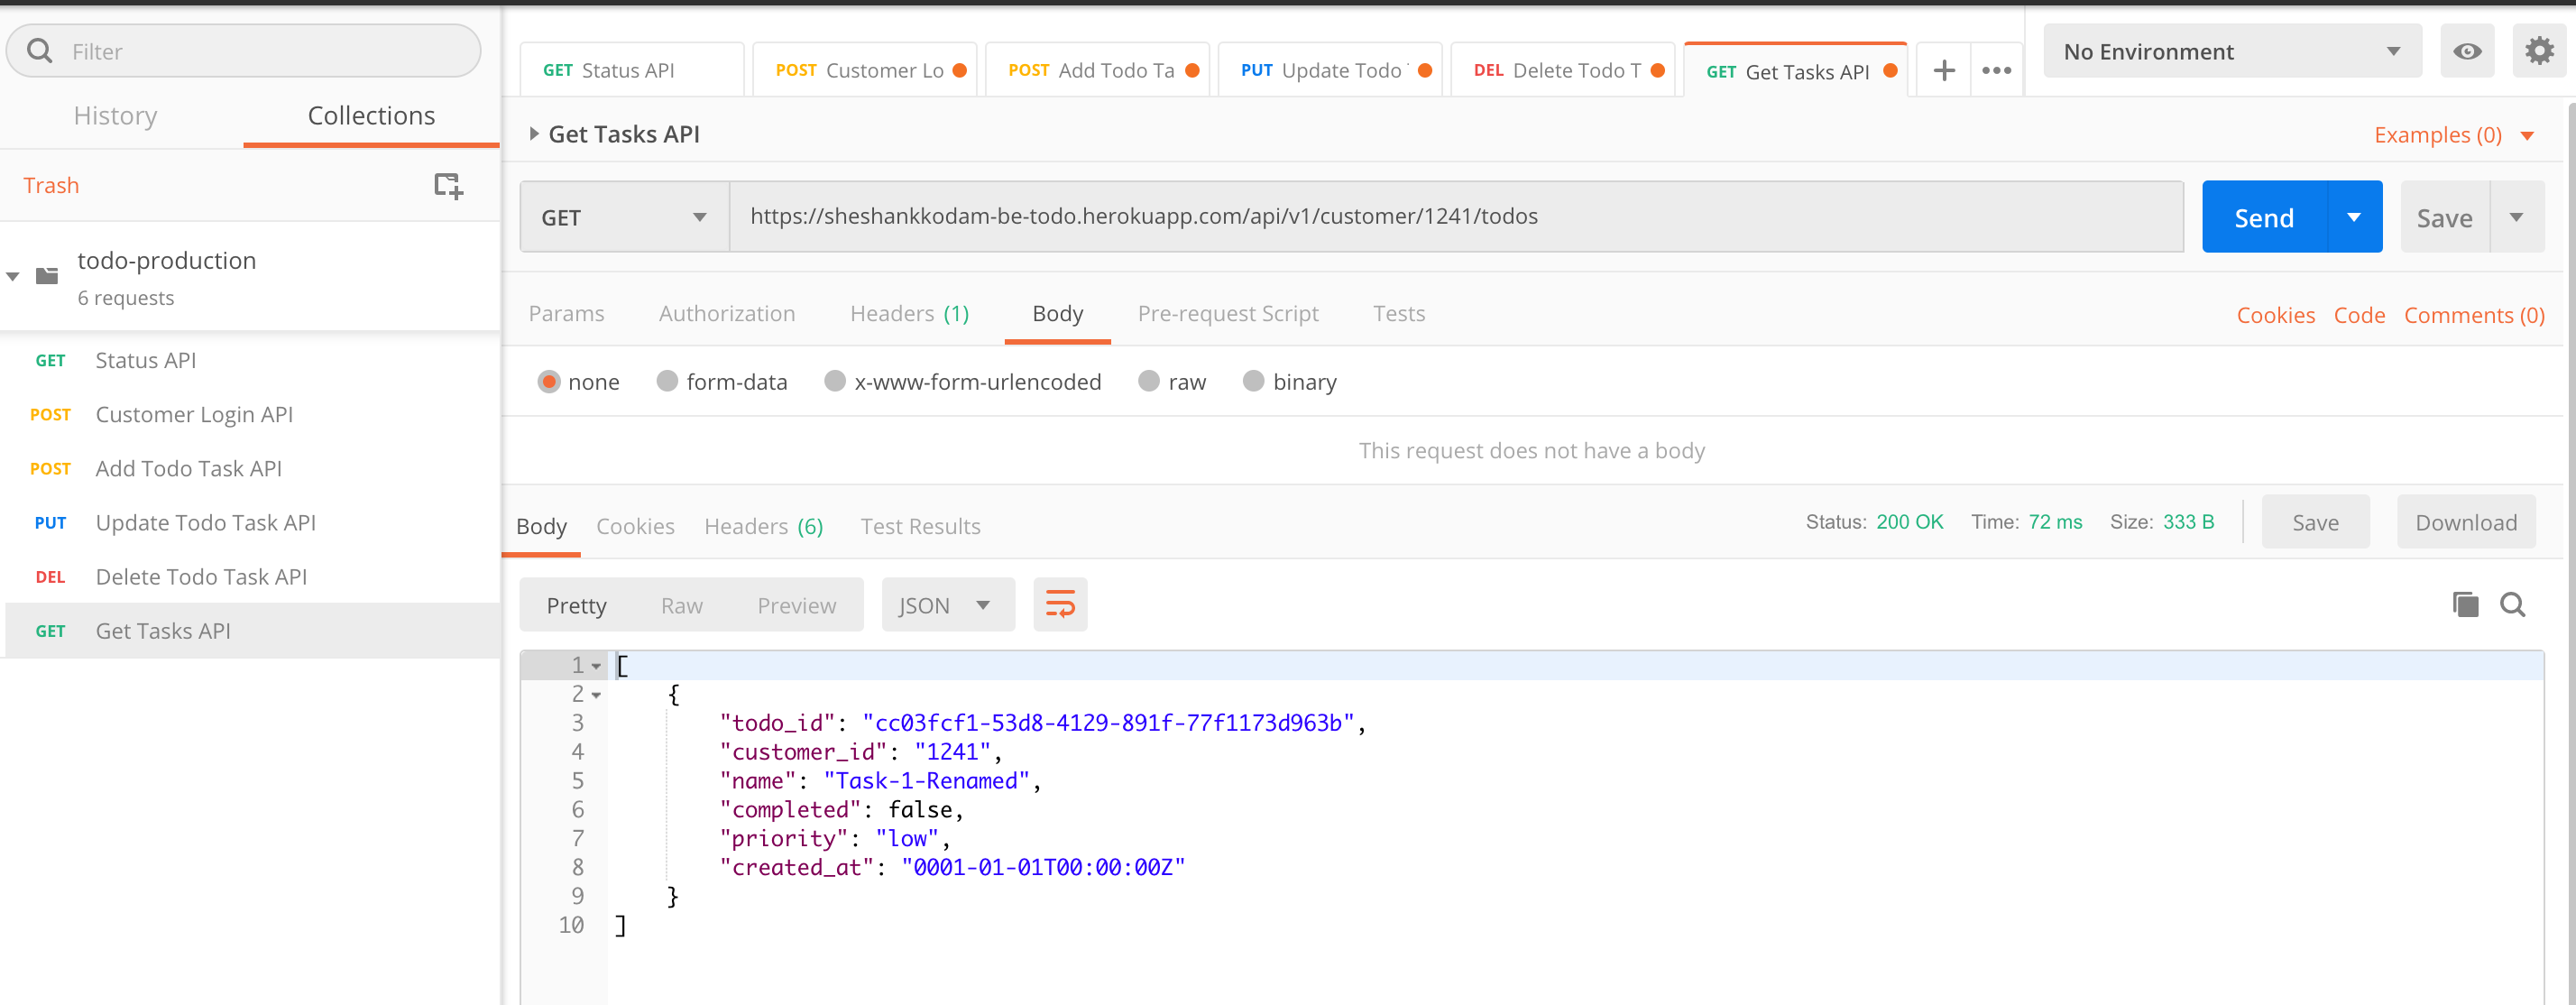 Filter
History Collections
Trash
todo-production
6 requests
GET Status API
POST Customer Login API
POST Add Todo Task API
PUT Update Todo Task API
DEL Delete Todo Task API
GET Get Tasks API
GET Status API POST Customer Lo POST Add Todo Ta PUT Update Todo DEL Delete Todo T GET Get Tasks API + ••• No Environment
Get Tasks API Examples (0)
GET https://sheshankkodam-be-todo.herokuapp.com/api/v1/customer/1241/todos Send Save
Params Authorization Headers (1) Body Pre-request Script Tests Cookies Code Comments (0)
none form-data x-www-form-urlencoded raw binary
This request does not have a body
Body Cookies Headers (6) Test Results Status: 200 OK Time: 72 ms Size: 333 B Save Download
Pretty Raw Preview JSON
1 [
2 {
3 "todo_id": "cc03fcf1-53d8-4129-891f-77f1173d963b",
4 "customer_id": "1241",
5 "name": "Task-1-Renamed",
6 "completed": false,
7 "priority": "low",
8 "created_at": "0001-01-01T00:00:00Z"
9 }
10 ]